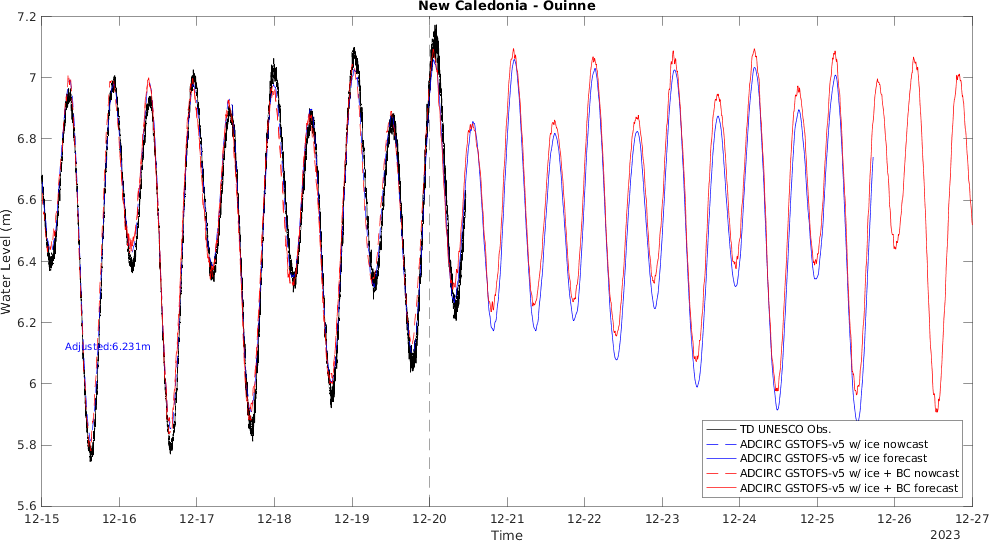 New Caledonia - Ouinne
7.2
7
6.8
6.6
6.4
6.2
6
5.8
5.6
Water Level (m)
Adjusted:6.231m
TD UNESCO Obs.
ADCIRC GSTOFS-v5 w/ ice nowcast
ADCIRC GSTOFS-v5 w/ ice forecast
ADCIRC GSTOFS-v5 w/ ice + BC nowcast
ADCIRC GSTOFS-v5 w/ ice + BC forecast
12-15 12-16 12-17 12-18 12-19 12-20 12-21 12-22 12-23 12-24 12-25 12-26 12-27
Time
2023